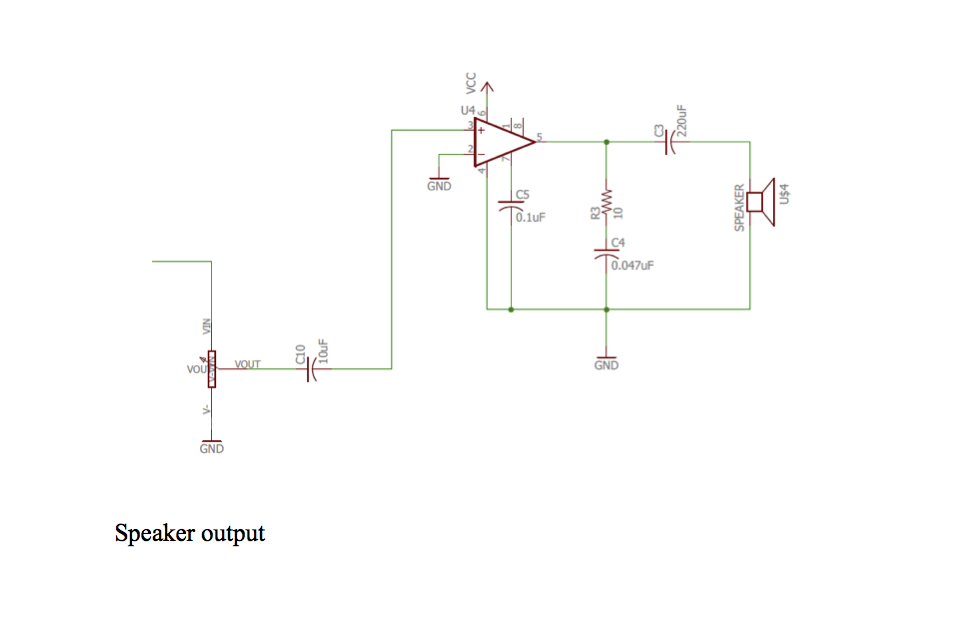 VCC
U4
6
3
+
1
8
5
2
-
7
4
GND
C5
0.1uF
R3
10
C4
0.047uF
C3
220uF
SPEAKER
U$4
GND
VIN
VOU
VOUT
C10
10uF
V-
GND
Speaker output